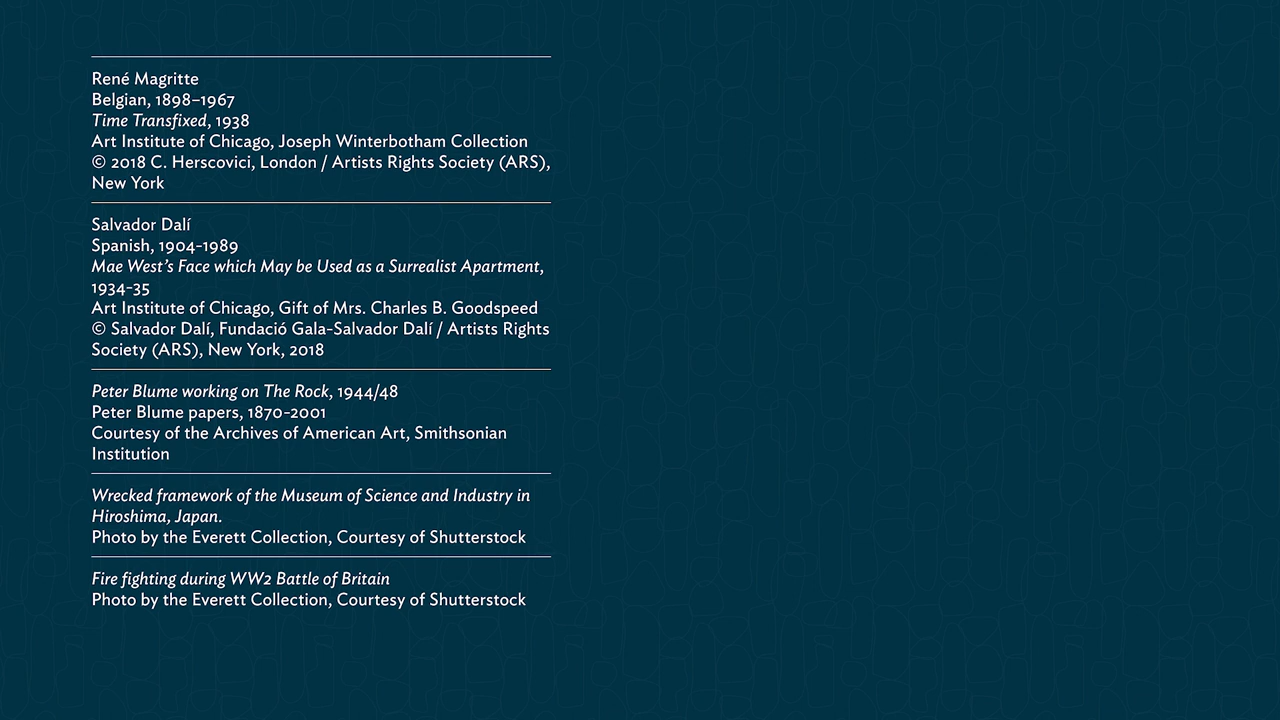 René Magritte
Belgian, 1898–1967
Time Transfixed, 1938
Art Institute of Chicago, Joseph Winterbotham Collection
© 2018 C. Herscovici, London / Artists Rights Society (ARS),
New York
Salvador Dalí
Spanish, 1904-1989
Mae West’s Face which May be Used as a Surrealist Apartment,
1934-35
Art Institute of Chicago, Gift of Mrs. Charles B. Goodspeed
© Salvador Dalí, Fundació Gala-Salvador Dalí / Artists Rights
Society (ARS), New York, 2018
Peter Blume working on The Rock, 1944/48
Peter Blume papers, 1870-2001
Courtesy of the Archives of American Art, Smithsonian
Institution
Wrecked framework of the Museum of Science and Industry in
Hiroshima, Japan.
Photo by the Everett Collection, Courtesy of Shutterstock
Fire fighting during WW2 Battle of Britain
Photo by the Everett Collection, Courtesy of Shutterstock